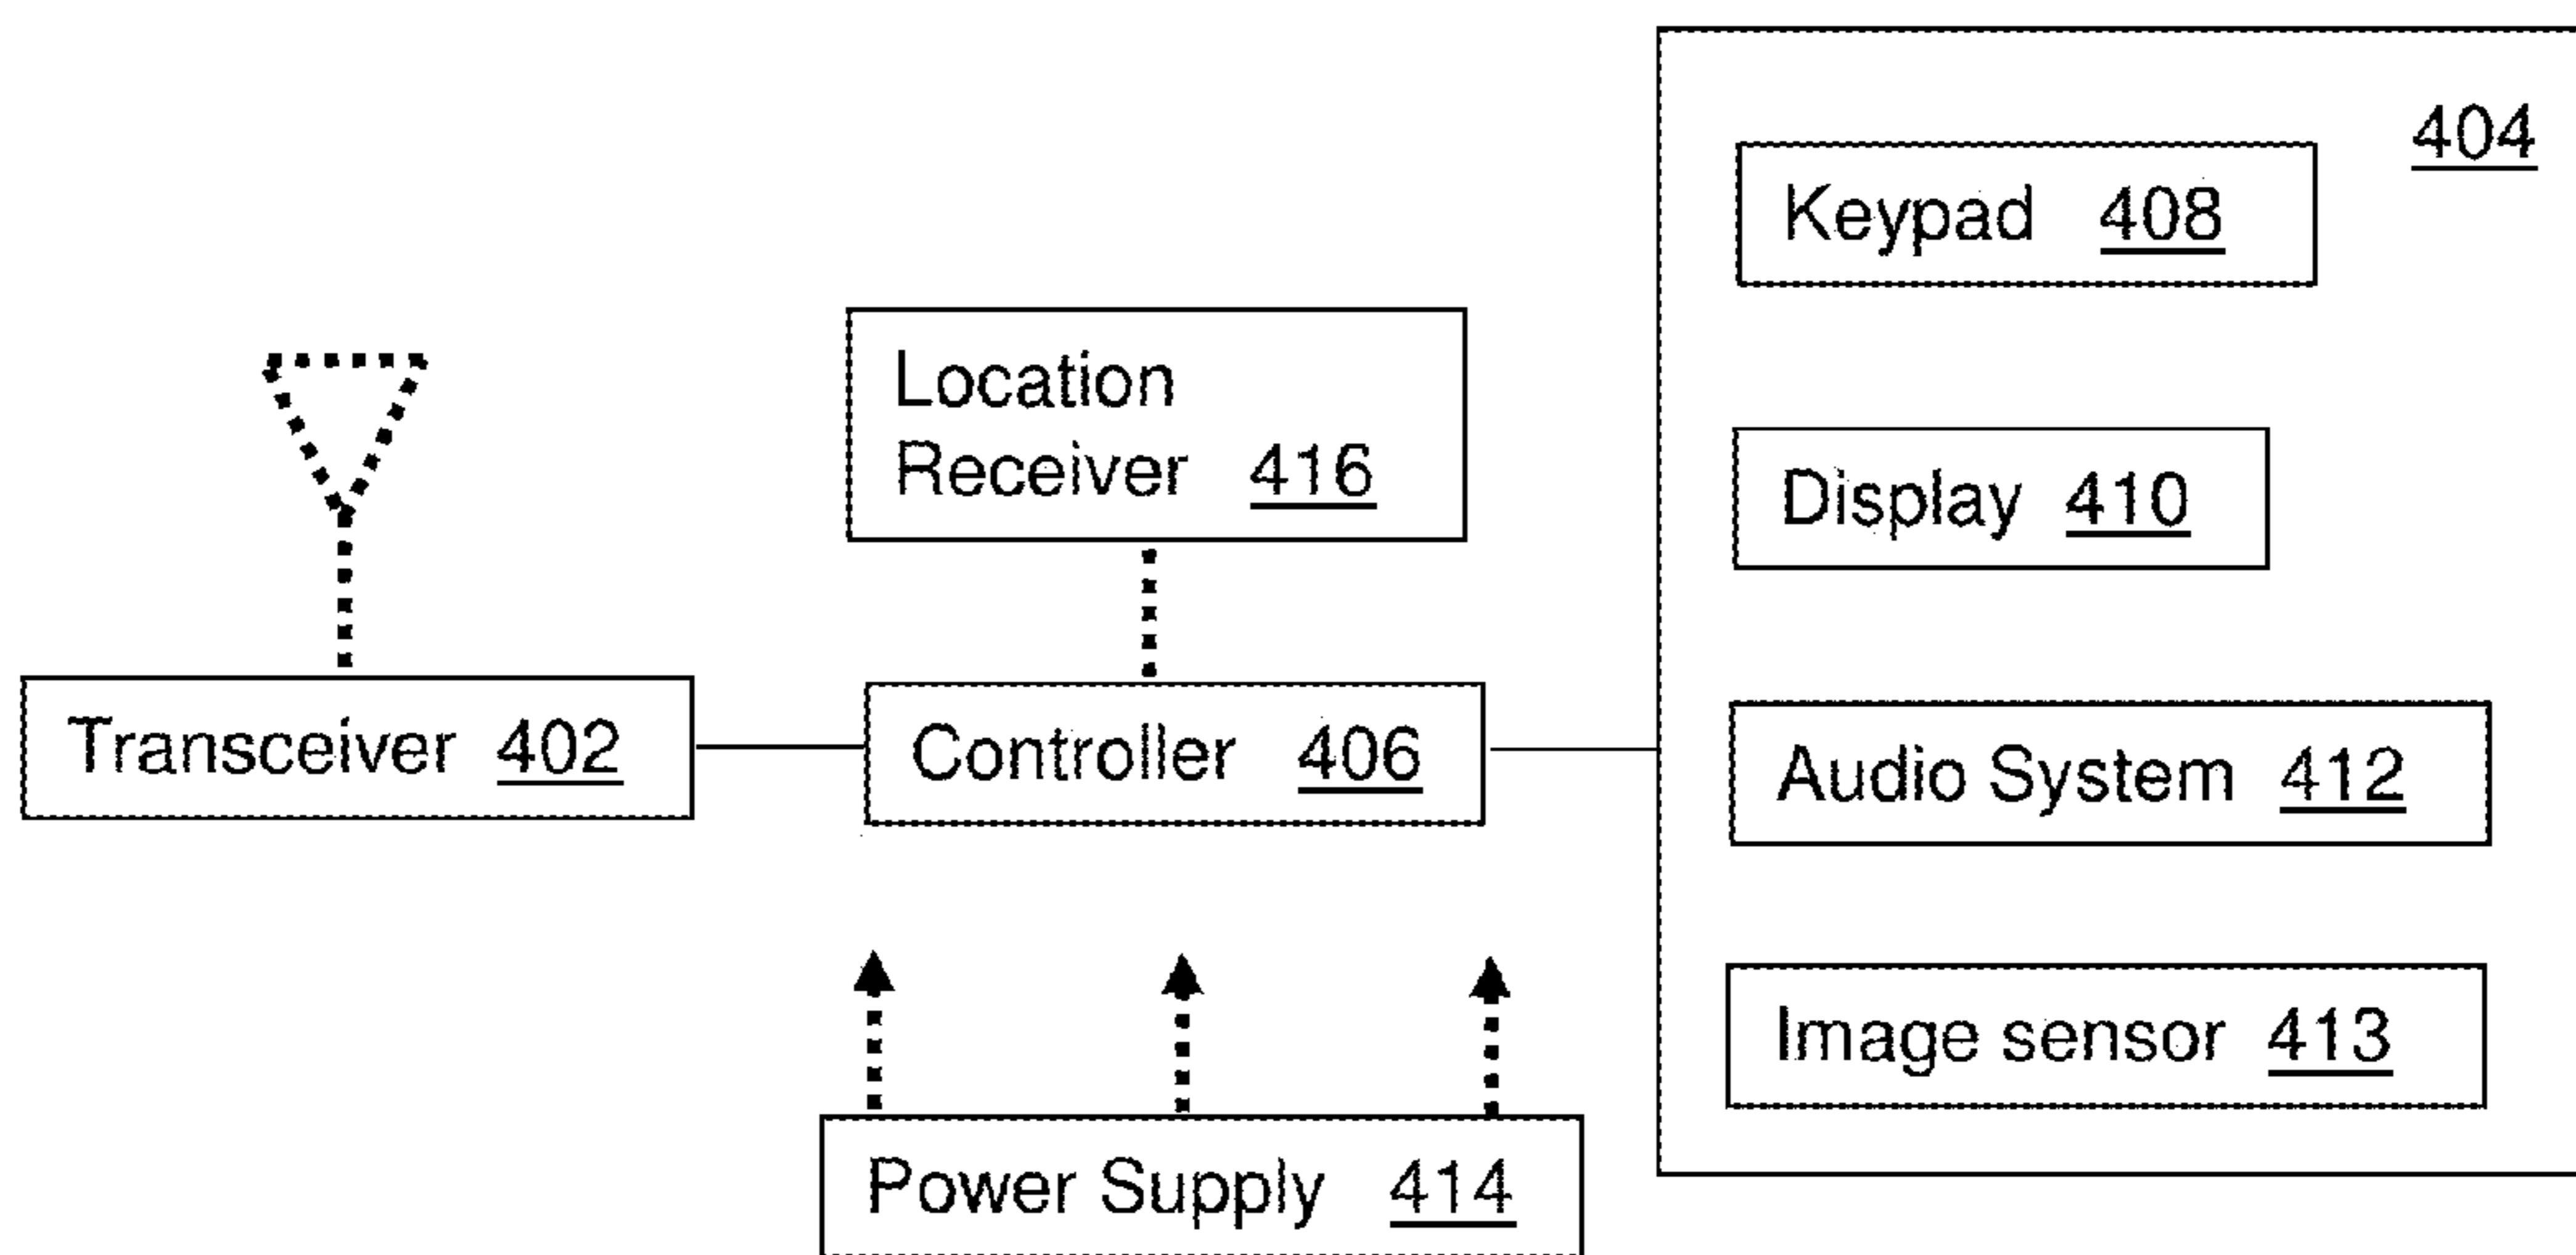 404
Keypad 408
Location
Receiver 416
Display 410
Transceiver 402
Controller 406
Audio System 412
Image sensor 413
Power Supply 414